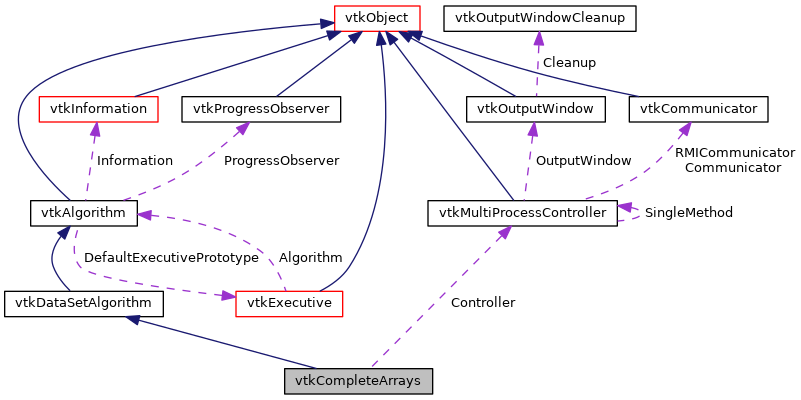 vtkObject
vtkOutputWindowCleanup
Cleanup
vtkInformation
vtkProgressObserver
vtkOutputWindow
vtkCommunicator
Information
ProgressObserver
OutputWindow
RMICommunicator
Communicator
vtkAlgorithm
vtkMultiProcessController
SingleMethod
DefaultExecutivePrototype
Algorithm
vtkDataSetAlgorithm
vtkExecutive
Controller
vtkCompleteArrays